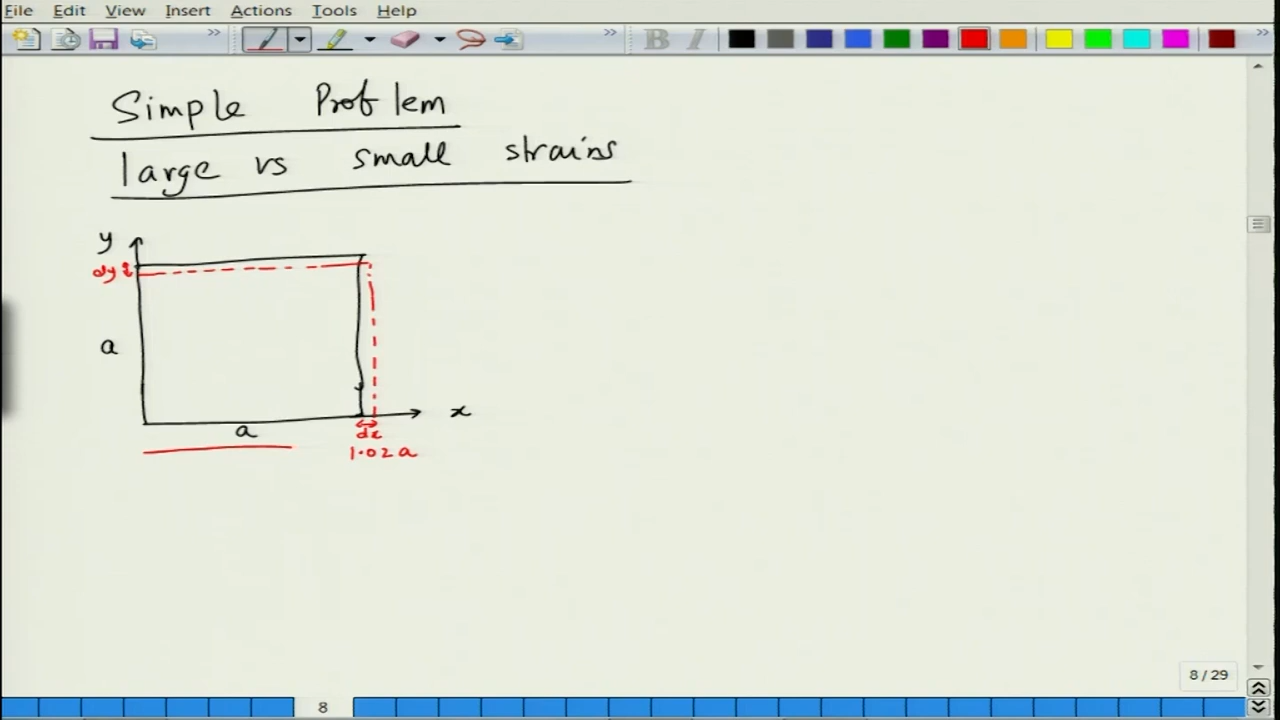 File Edit View Insert Actions Tools Help
B I
Simple Problem
large vs small strains
y
dy
a
a
x
dx
1.02 a
8 / 29
8